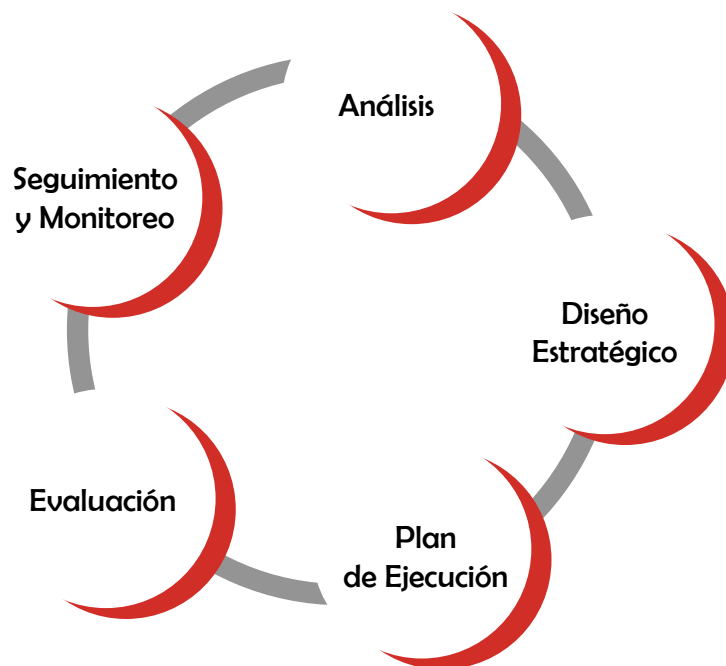 Análisis
Diseño
Estratégico
Plan
de Ejecución
Evaluación
Seguimiento
y Monitoreo